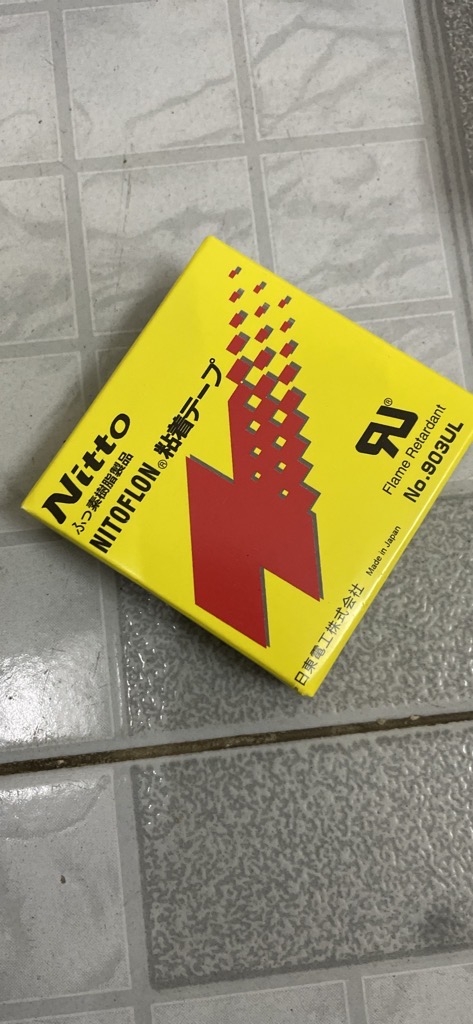 Nitto
ふっ素樹脂製品
NITOFLON® 粘着テープ
RU®
Flame Retardant
No.903UL
Made in Japan
日東電工株式会社